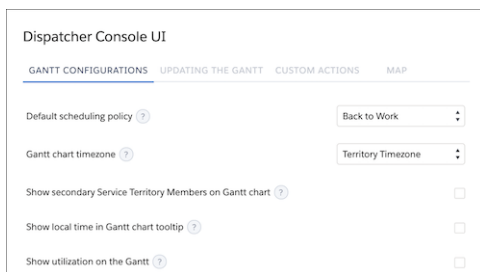 Dispatcher Console UI
GANTT CONFIGURATIONS UPDATING THE GANTT CUSTOM ACTIONS MAP
Default scheduling policy ? Back to Work
Gantt chart timezone ? Territory Timezone
Show secondary Service Territory Members on Gantt chart ?
Show local time in Gantt chart tooltip ?
Show utilization on the Gantt ?